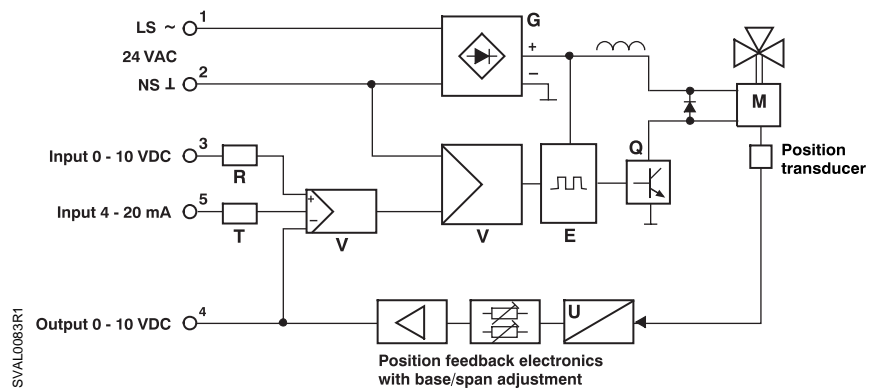 LS ~ 1
24 VAC
NS ⊥ 2
G
+
−
M
Position
transducer
Input 0 - 10 VDC 3
R
Input 4 - 20 mA 5
T
+
−
V
V
E
Q
Output 0 - 10 VDC 4
U
Position feedback electronics
with base/span adjustment
SVAL0083R1